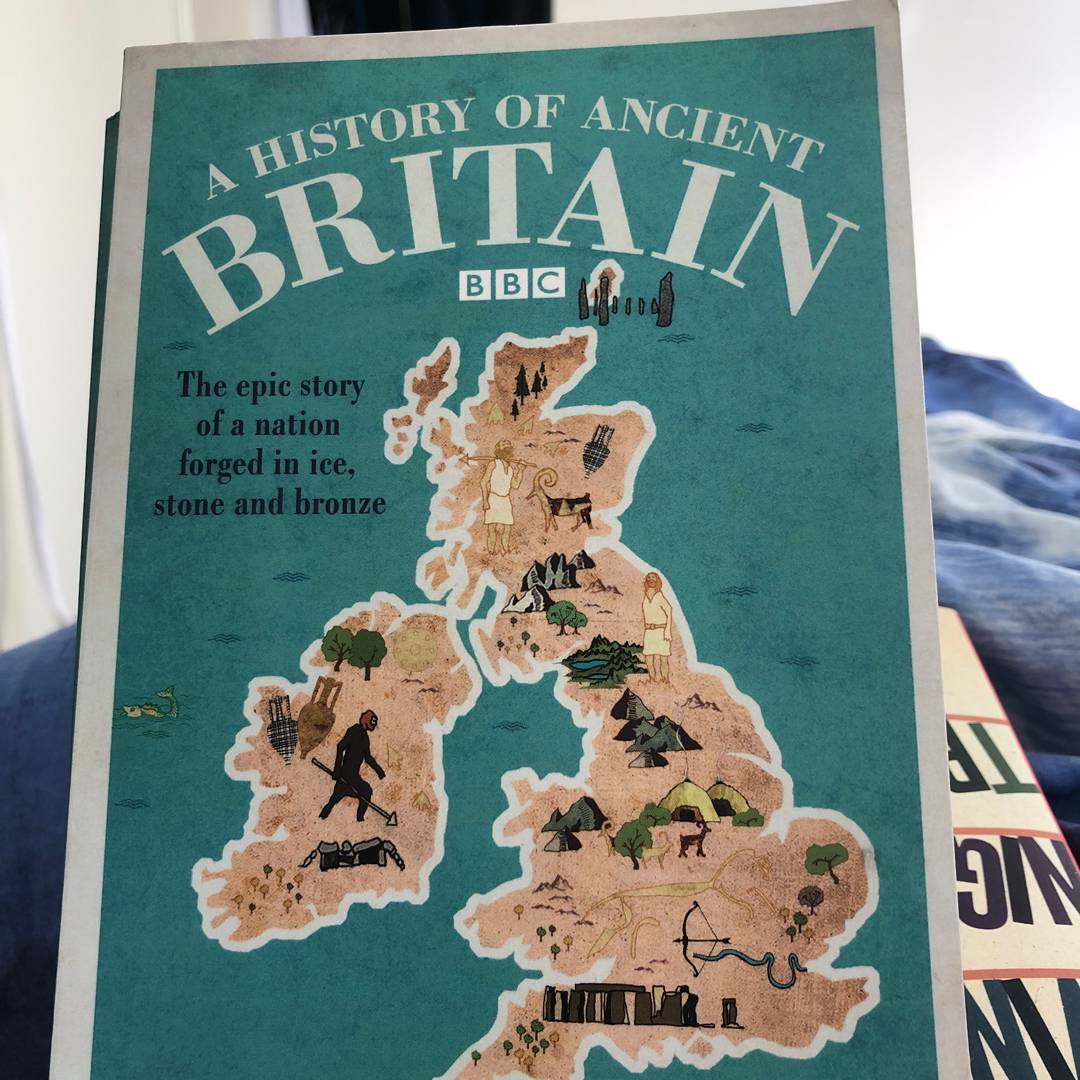 A HISTORY OF ANCIENT
BRITAIN
BBC
The epic story
of a nation
forged in ice,
stone and bronze